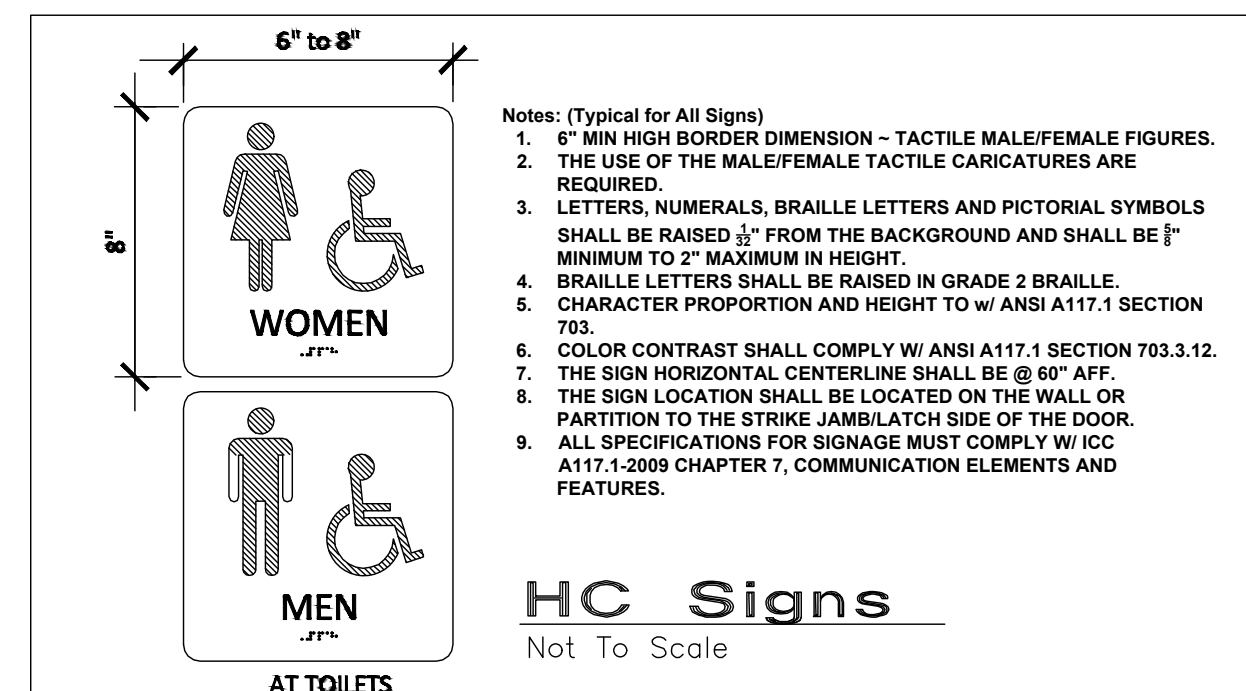 6" to 8"
8"
WOMEN
MEN
AT TOILETS
Notes: (Typical for All Signs)
1. 6" MIN HIGH BORDER DIMENSION ~ TACTILE MALE/FEMALE FIGURES.
2. THE USE OF THE MALE/FEMALE TACTILE CARICATURES ARE
REQUIRED.
3. LETTERS, NUMERALS, BRAILLE LETTERS AND PICTORIAL SYMBOLS
SHALL BE RAISED 1/32" FROM THE BACKGROUND AND SHALL BE 5/8"
MINIMUM TO 2" MAXIMUM IN HEIGHT.
4. BRAILLE LETTERS SHALL BE RAISED IN GRADE 2 BRAILLE.
5. CHARACTER PROPORTION AND HEIGHT TO w/ ANSI A117.1 SECTION
703.
6. COLOR CONTRAST SHALL COMPLY W/ ANSI A117.1 SECTION 703.3.12.
7. THE SIGN HORIZONTAL CENTERLINE SHALL BE @ 60" AFF.
8. THE SIGN LOCATION SHALL BE LOCATED ON THE WALL OR
PARTITION TO THE STRIKE JAMB/LATCH SIDE OF THE DOOR.
9. ALL SPECIFICATIONS FOR SIGNAGE MUST COMPLY W/ ICC
A117.1-2009 CHAPTER 7, COMMUNICATION ELEMENTS AND
FEATURES.
HC Signs
Not To Scale